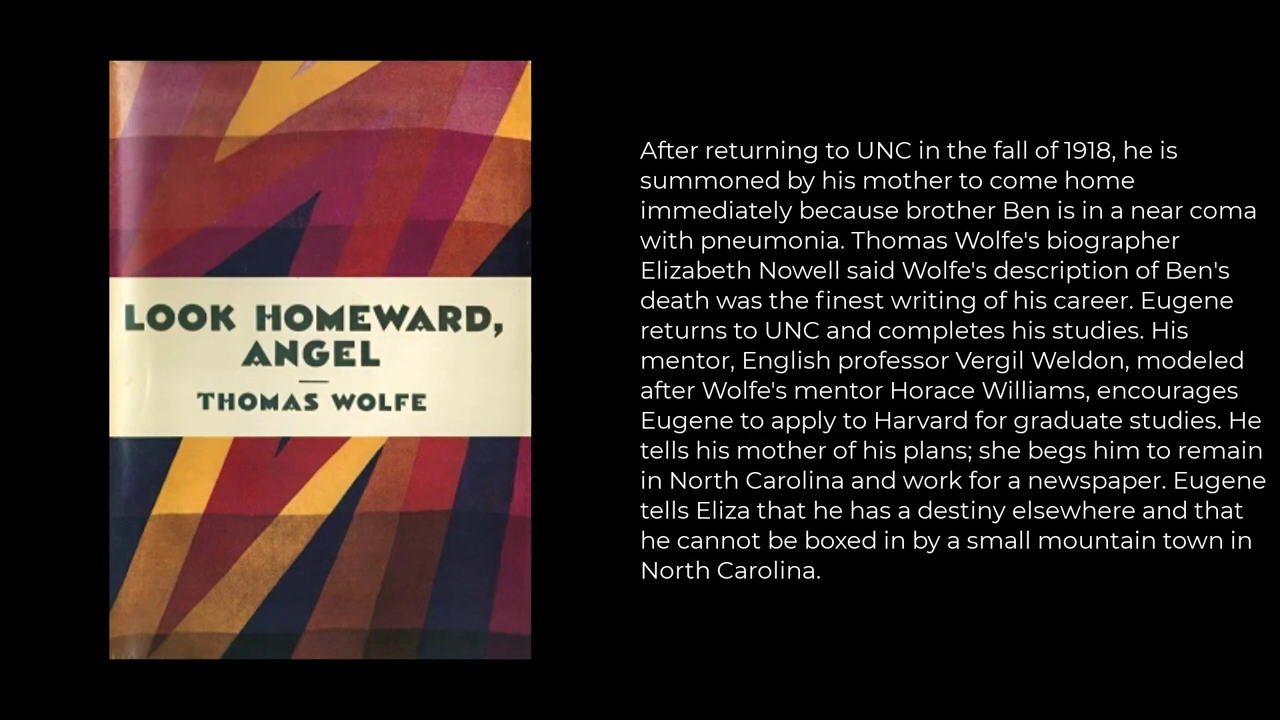 LOOK HOMEWARD,
ANGEL
THOMAS WOLFE
After returning to UNC in the fall of 1918, he is
summoned by his mother to come home
immediately because brother Ben is in a near coma
with pneumonia. Thomas Wolfe's biographer
Elizabeth Nowell said Wolfe's description of Ben's
death was the finest writing of his career. Eugene
returns to UNC and completes his studies. His
mentor, English professor Vergil Weldon, modeled
after Wolfe's mentor Horace Williams, encourages
Eugene to apply to Harvard for graduate studies. He
tells his mother of his plans; she begs him to remain
in North Carolina and work for a newspaper. Eugene
tells Eliza that he has a destiny elsewhere and that
he cannot be boxed in by a small mountain town in
North Carolina.